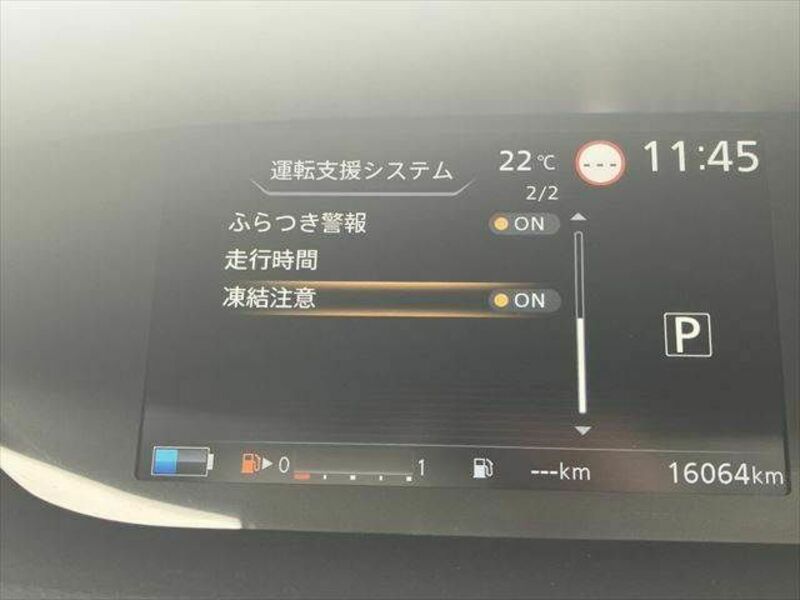 運転支援システム 22℃ --- 11:45
2/2
ふらつき警報 ON
走行時間
凍結注意 ON
P
0 1 ---km 16064km